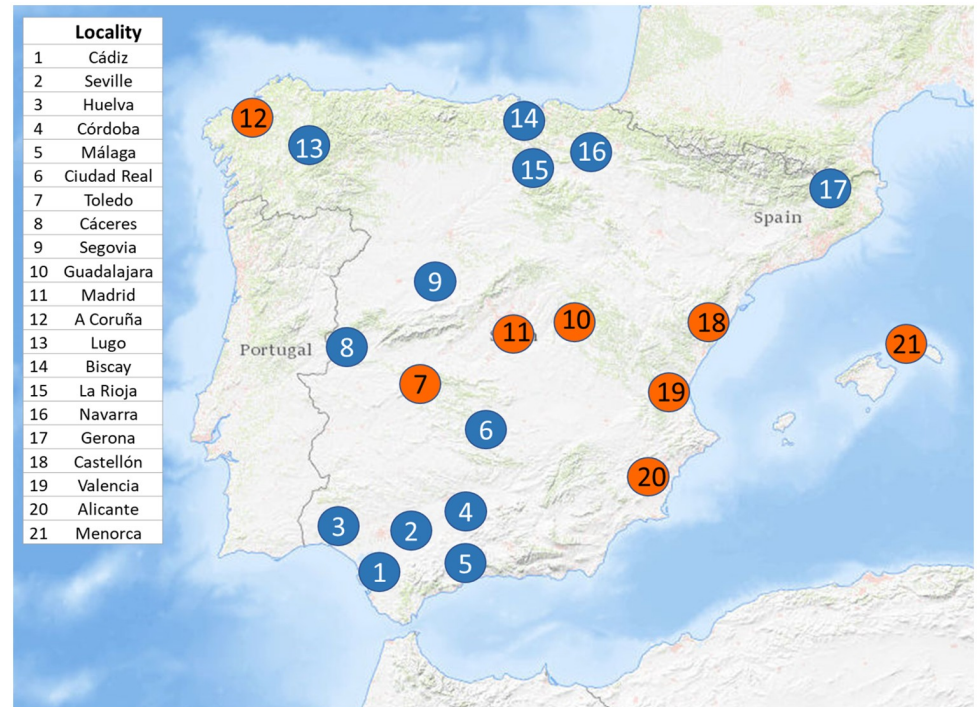 Locality
1 Cádiz
2 Seville
3 Huelva
4 Córdoba
5 Málaga
6 Ciudad Real
7 Toledo
8 Cáceres
9 Segovia
10 Guadalajara
11 Madrid
12 A Coruña
13 Lugo
14 Biscay
15 La Rioja
16 Navarra
17 Gerona
18 Castellón
19 Valencia
20 Alicante
21 Menorca
12
13
14
15
16
17
Spain
9
10
11
18
8
Portugal
21
7
19
6
20
4
3
2
5
1